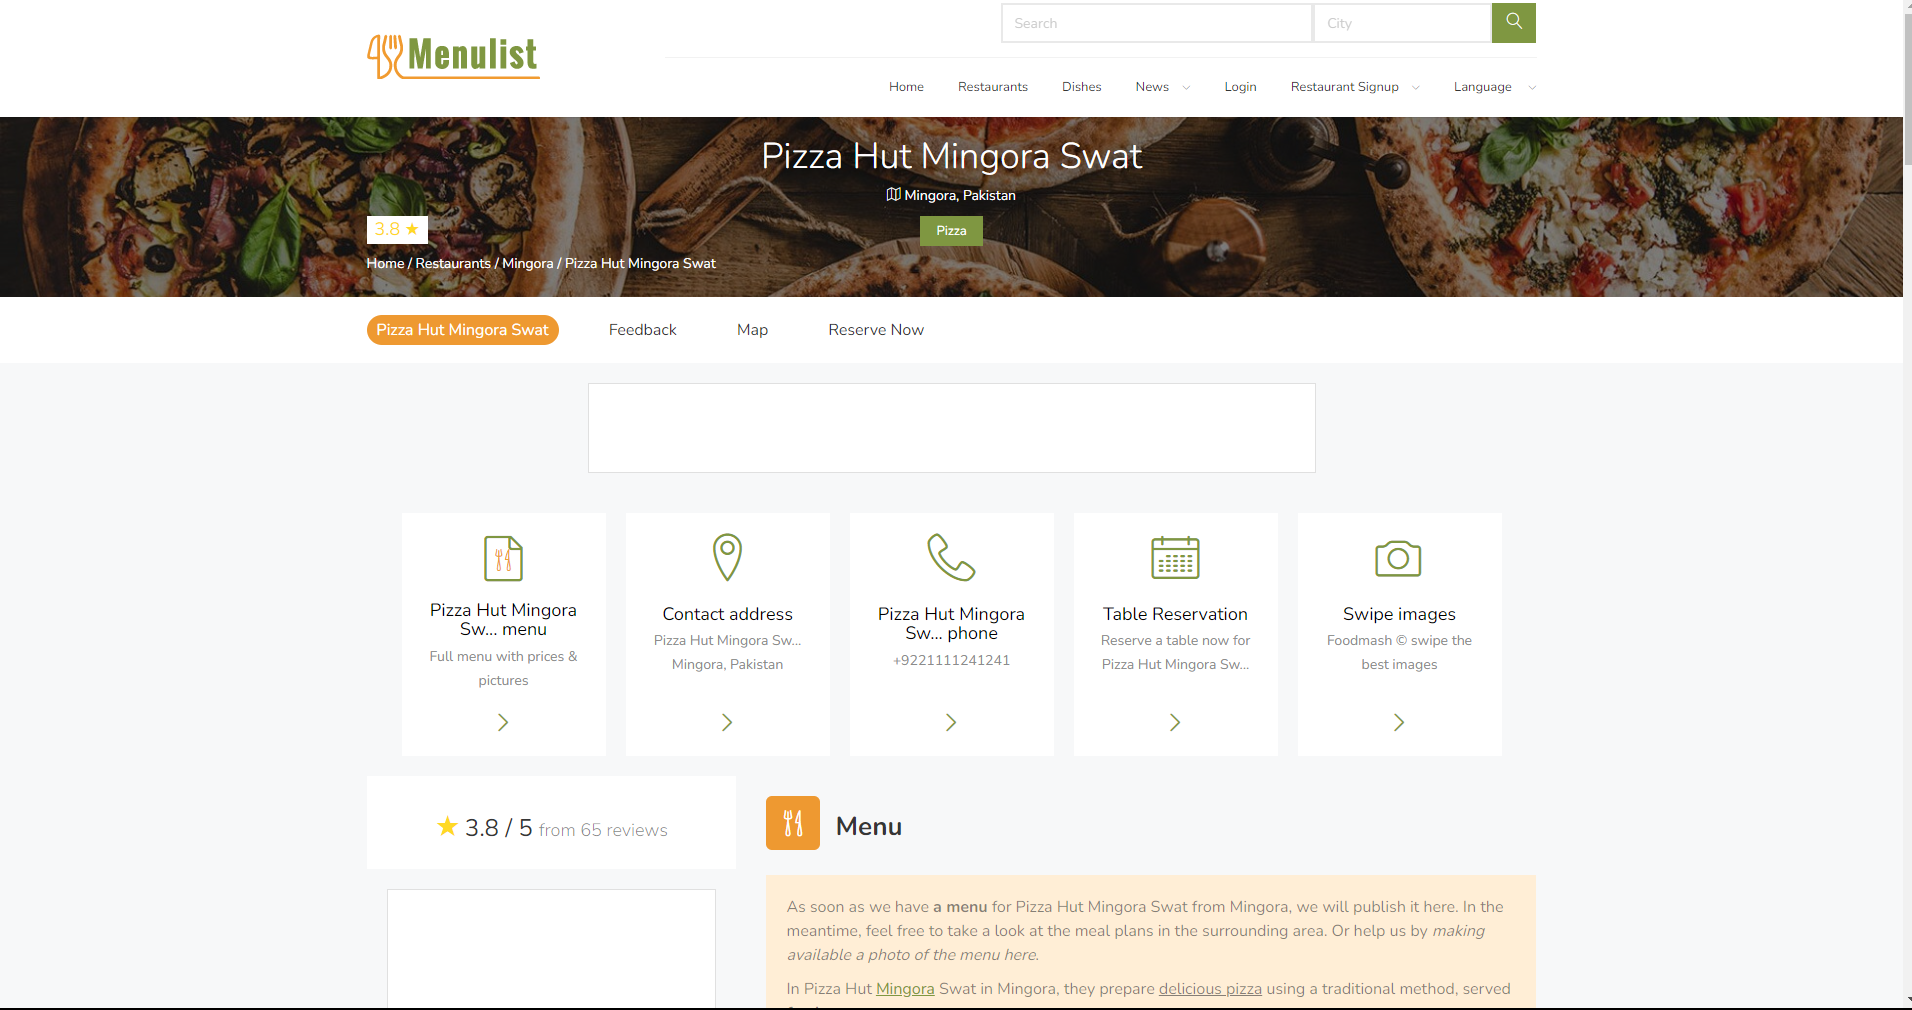 Menulist
Search
City
Home
Restaurants
Dishes
News
Login
Restaurant Signup
Language
Pizza Hut Mingora Swat
Mingora, Pakistan
3.8 ★
Pizza
Home / Restaurants / Mingora / Pizza Hut Mingora Swat
Pizza Hut Mingora Swat
Feedback
Map
Reserve Now
Pizza Hut Mingora
Sw... menu
Full menu with prices &
pictures
Contact address
Pizza Hut Mingora Sw...
Mingora, Pakistan
Pizza Hut Mingora
Sw... phone
+9221111241241
Table Reservation
Reserve a table now for
Pizza Hut Mingora Sw...
Swipe images
Foodmash © swipe the
best images
★ 3.8 / 5 from 65 reviews
Menu
As soon as we have a menu for Pizza Hut Mingora Swat from Mingora, we will publish it here. In the
meantime, feel free to take a look at the meal plans in the surrounding area. Or help us by making
available a photo of the menu here.
In Pizza Hut Mingora Swat in Mingora, they prepare delicious pizza using a traditional method, served